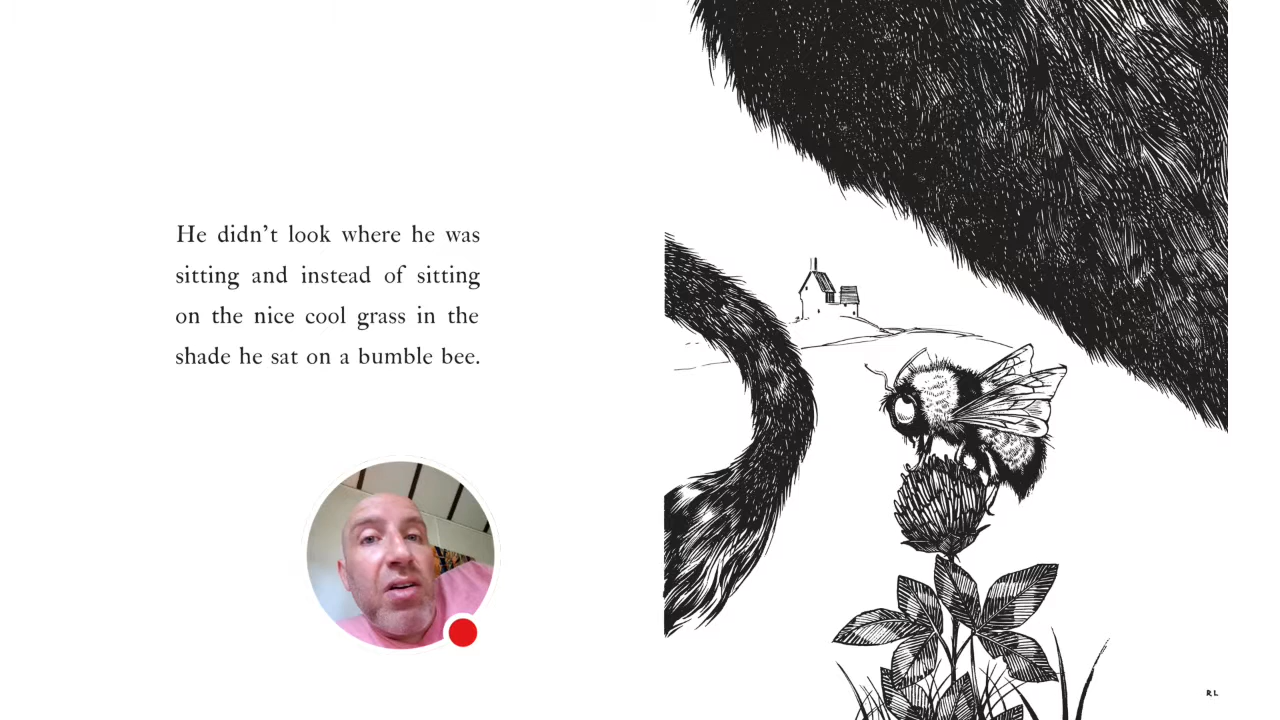 He didn’t look where he was
sitting and instead of sitting
on the nice cool grass in the
shade he sat on a bumble bee.
R L